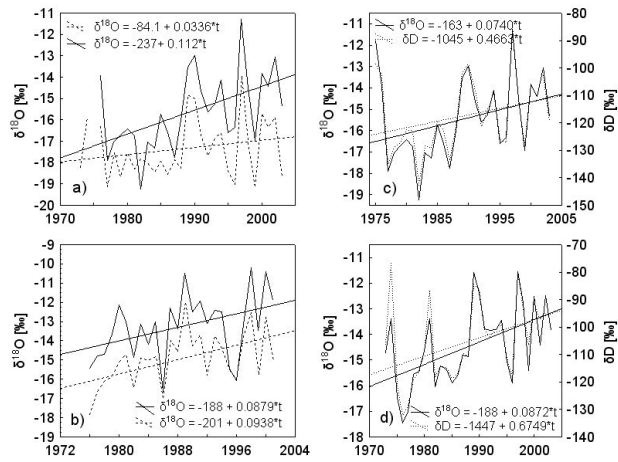 δ¹⁸O = -84.1 + 0.0336*t
δ¹⁸O = -237+ 0.112*t
-11
-12
-13
-14
-15
-16
-17
-18
-19
-20
δ¹⁸O [‰]
a)
1970 1980 1990 2000
δ¹⁸O = -163 + 0.0740*t
δD = -1045 + 0.4663*t
-11
-12
-13
-14
-15
-16
-17
-18
-19
δ¹⁸O [‰]
-80
-90
-100
-110
-120
-130
-140
-150
δD [‰]
c)
1975 1985 1995 2005
-9
-10
-11
-12
-13
-14
-15
-16
-17
-18
-19
δ¹⁸O [‰]
δ¹⁸O = -188 + 0.0879*t
δ¹⁸O = -201 + 0.0938*t
b)
1972 1980 1988 1996 2004
-11
-12
-13
-14
-15
-16
-17
-18
δ¹⁸O [‰]
-70
-80
-90
-100
-110
-120
-130
-140
δD [‰]
δ¹⁸O = -188 + 0.0872*t
δD = -1447 + 0.6749*t
d)
1970 1980 1990 2000